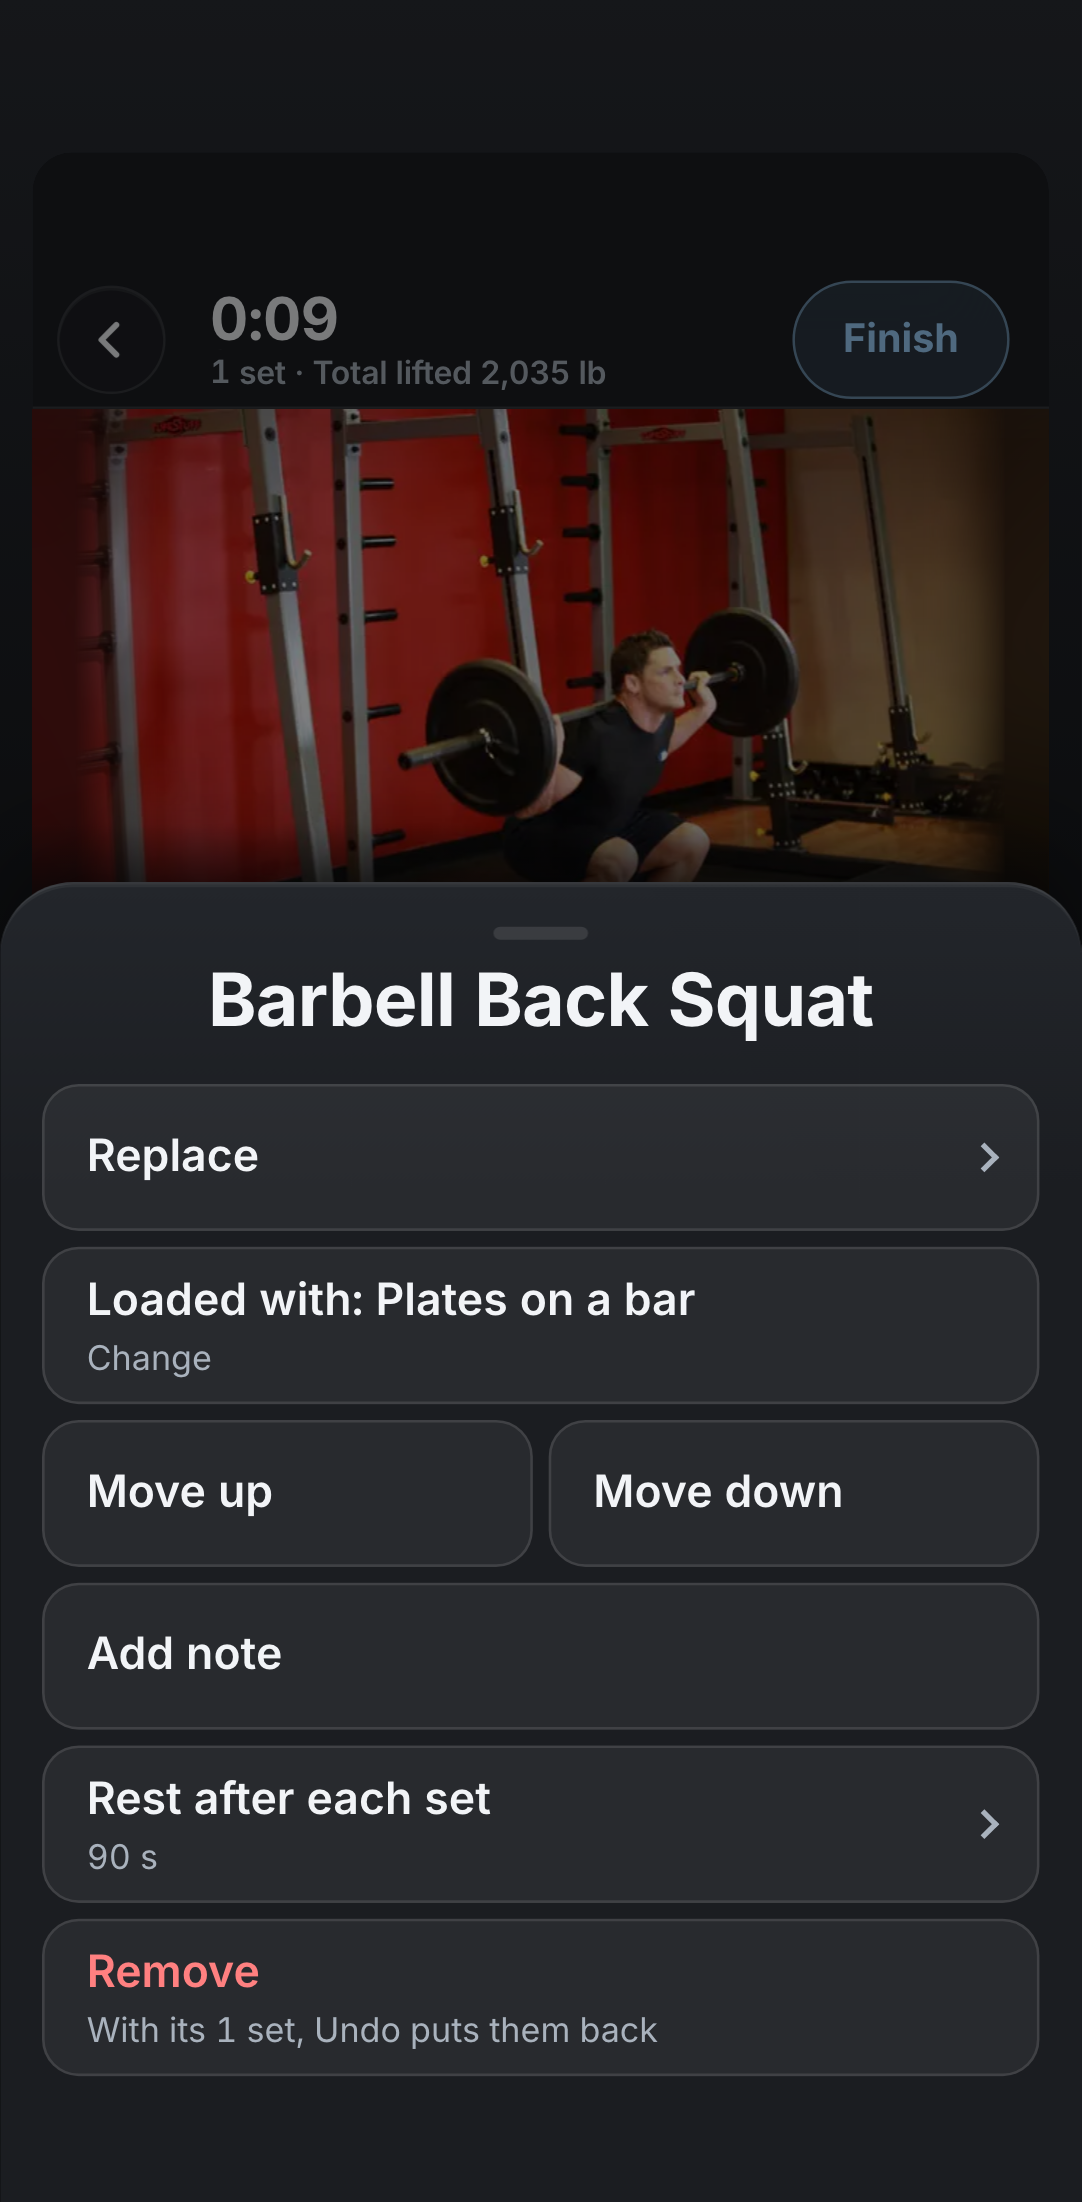 0:09
1 set · Total lifted 2,035 lb
Finish
Barbell Back Squat
Replace
Loaded with: Plates on a bar
Change
Move up
Move down
Add note
Rest after each set
90 s
Remove
With its 1 set, Undo puts them back